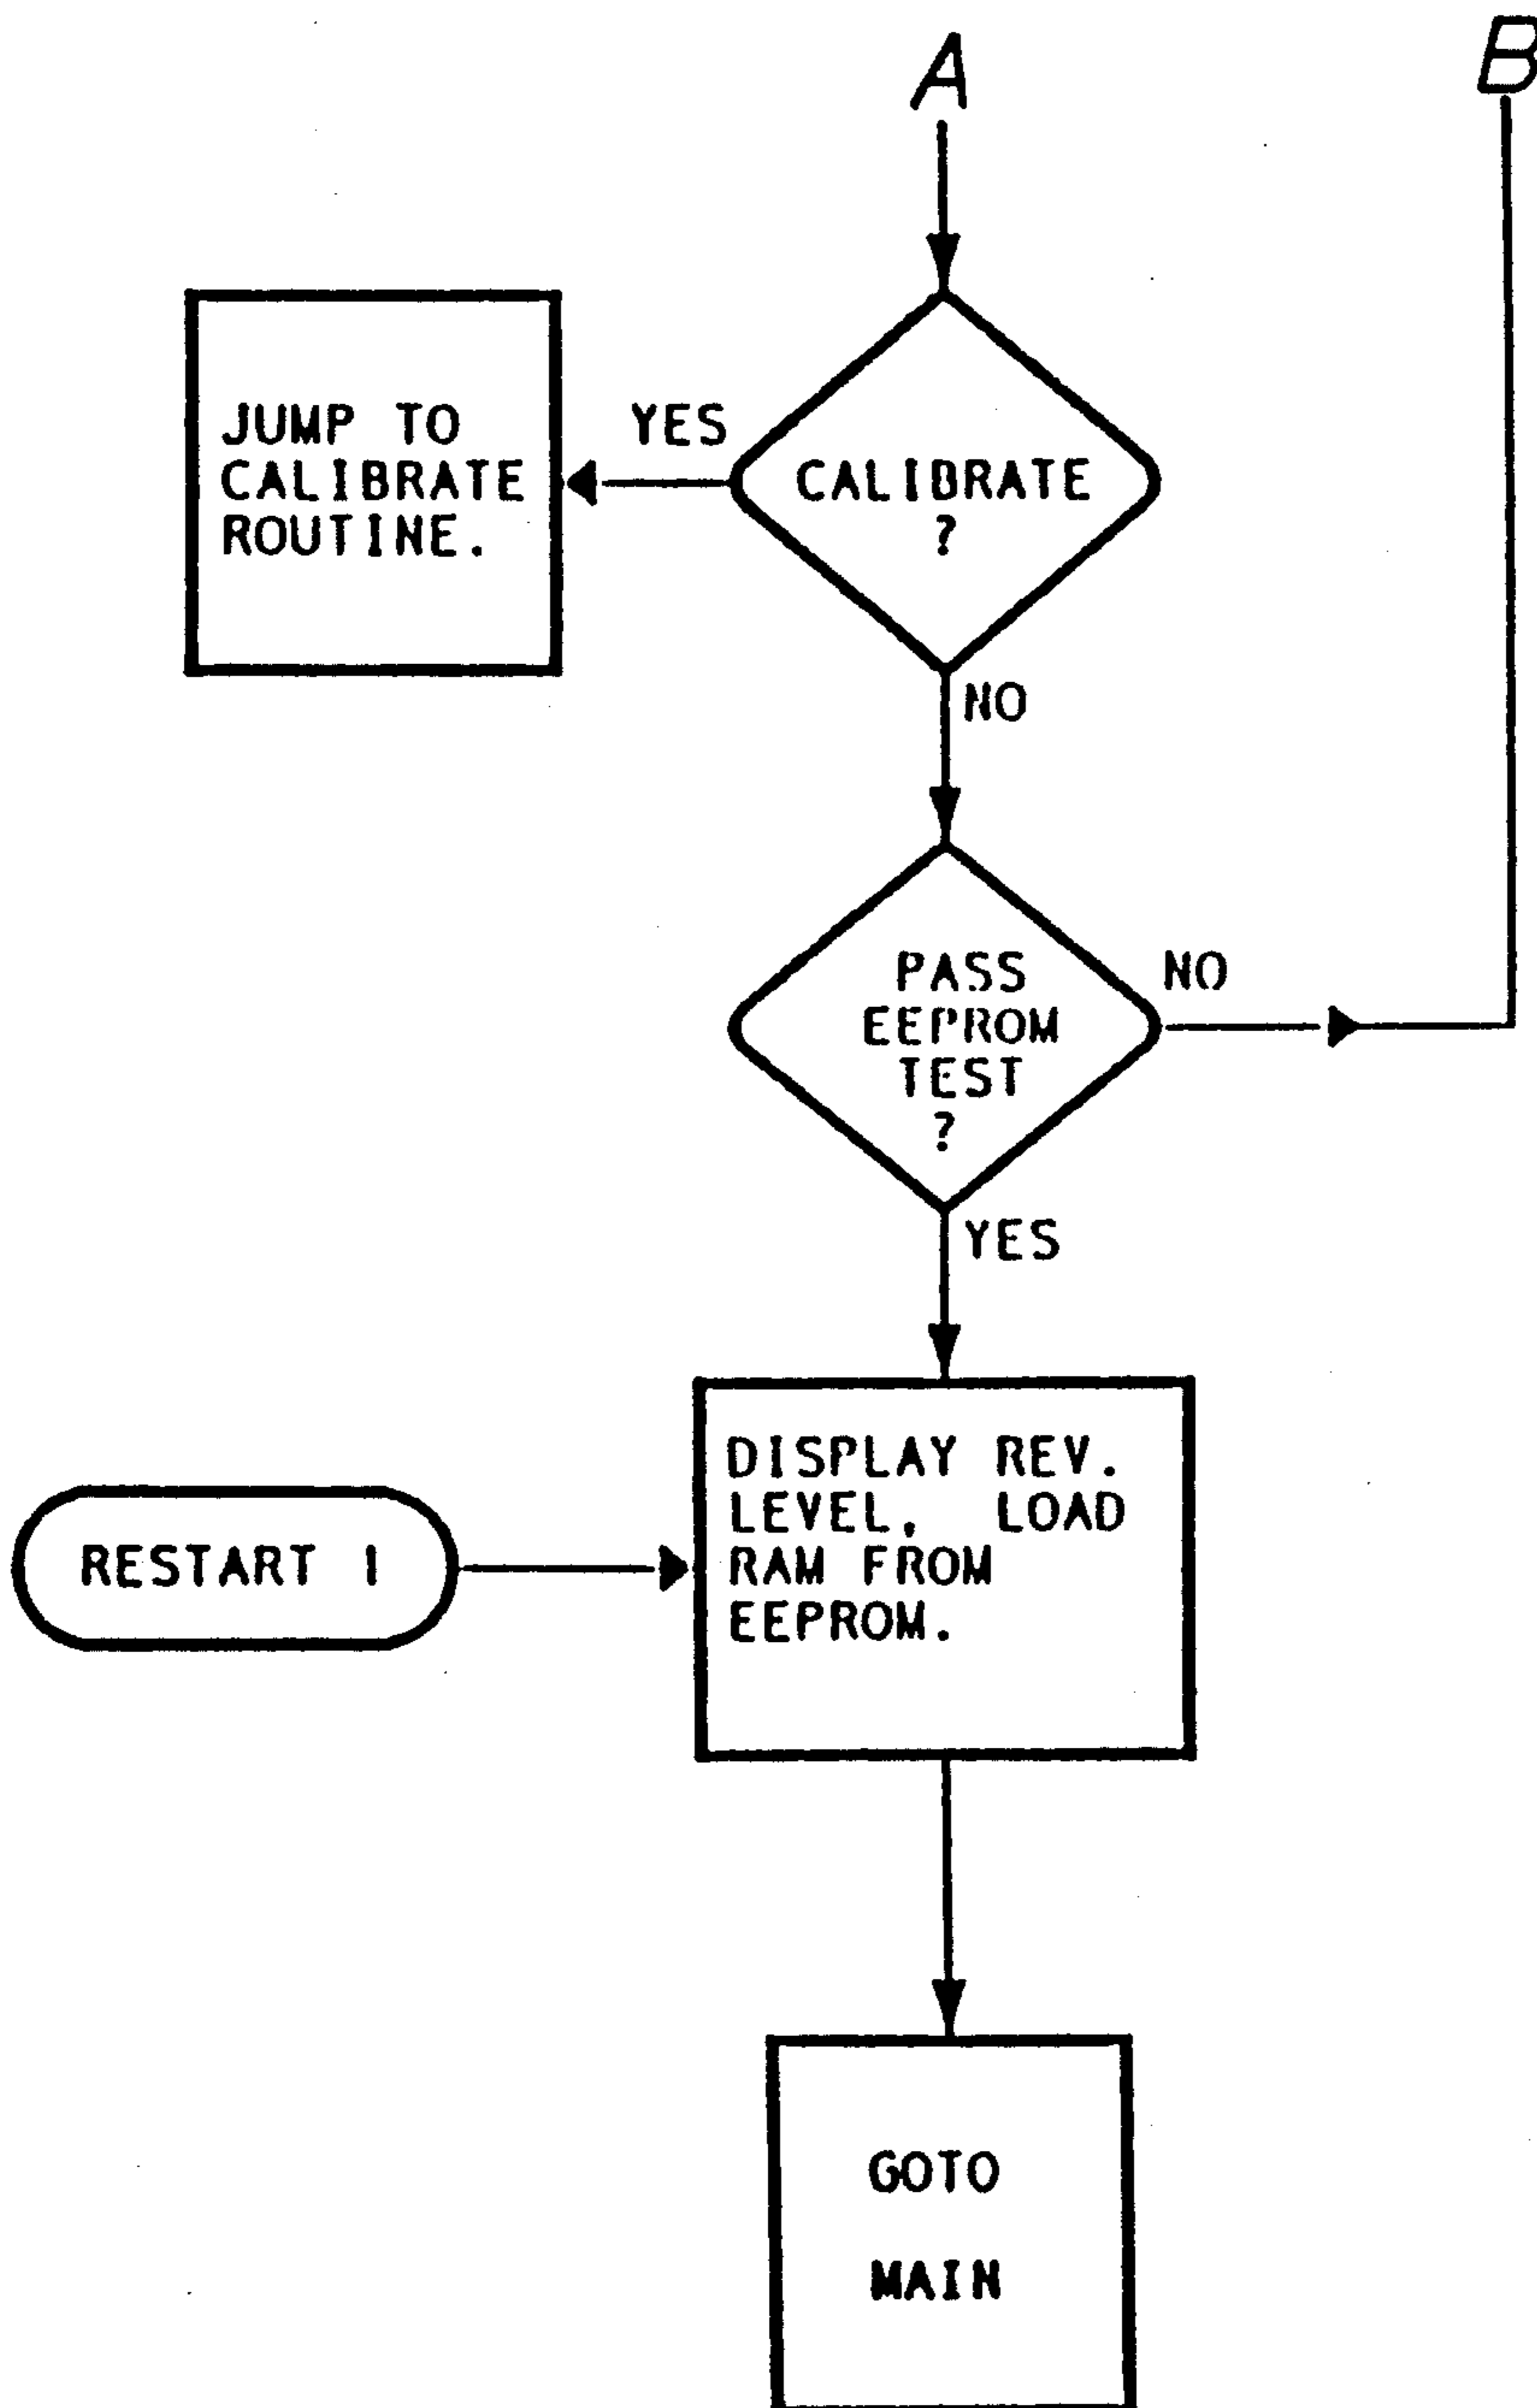 A
B
JUMP TO
CALIBRATE
ROUTINE.
YES
CALIBRATE
?
NO
PASS
EEPROM
TEST
?
NO
YES
DISPLAY REV.
LEVEL, LOAD
RAM FROM
EEPROM.
RESTART 1
GOTO
MAIN